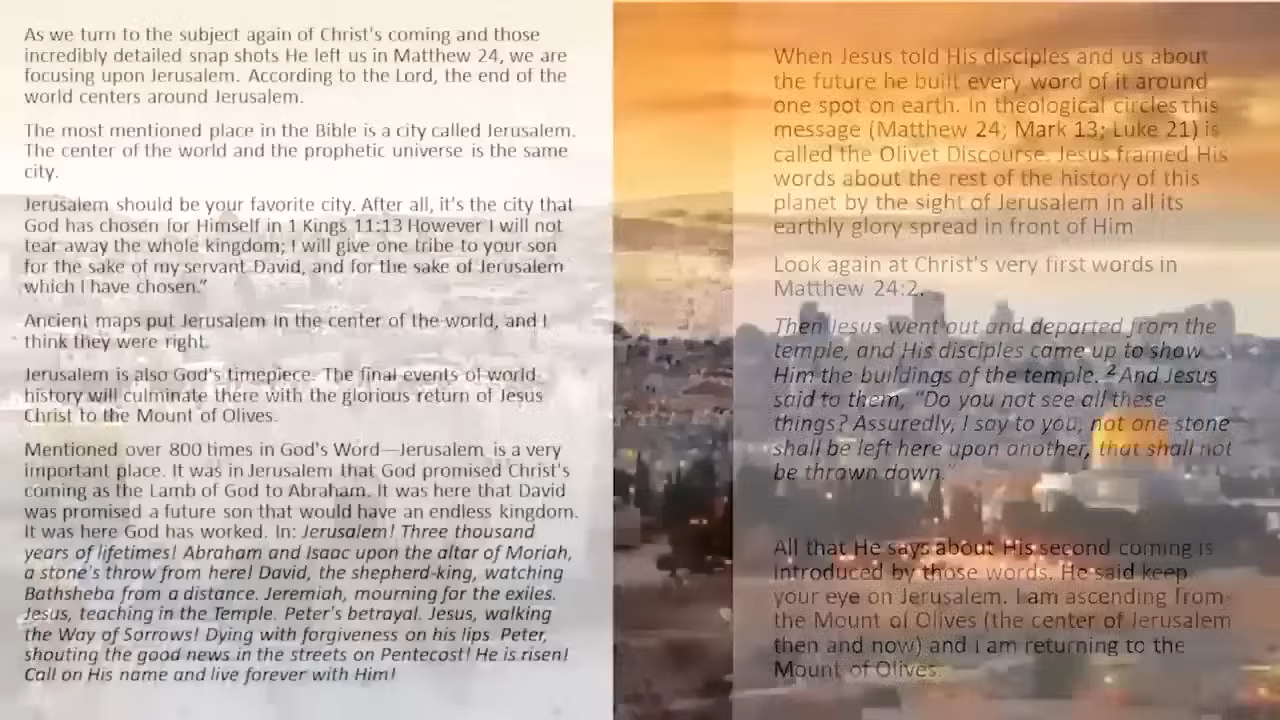 As we turn to the subject again of Christ's coming and those
incredibly detailed snap shots He left us in Matthew 24, we are
focusing upon Jerusalem. According to the Lord, the end of the
world centers around Jerusalem.
The most mentioned place in the Bible is a city called Jerusalem.
The center of the world and the prophetic universe is the same
city.
Jerusalem should be your favorite city. After all, it's the city that
God has chosen for Himself in 1 Kings 11:13 However I will not
tear away the whole kingdom; I will give one tribe to your son
for the sake of my servant David, and for the sake of Jerusalem
which I have chosen."
Ancient maps put Jerusalem in the center of the world, and I
think they were right.
Jerusalem is also God's timepiece. The final events of world
history will culminate there with the glorious return of Jesus
Christ to the Mount of Olives.
Mentioned over 800 times in God's Word—Jerusalem is a very
important place. It was in Jerusalem that God promised Christ's
coming as the Lamb of God to Abraham. It was here that David
was promised a future son that would have an endless kingdom.
It was here God has worked. In: Jerusalem! Three thousand
years of lifetimes! Abraham and Isaac upon the altar of Moriah,
a stone's throw from here! David, the shepherd-king, watching
Bathsheba from a distance. Jeremiah, mourning for the exiles.
Jesus, teaching in the Temple. Peter's betrayal. Jesus, walking
the Way of Sorrows! Dying with forgiveness on his lips. Peter,
shouting the good news in the streets on Pentecost! He is risen!
Call on His name and live forever with Him!
When Jesus told His disciples and us about
the future he built every word of it around
one spot on earth. In theological circles this
message (Matthew 24; Mark 13; Luke 21) is
called the Olivet Discourse. Jesus framed His
words about the rest of the history of this
planet by the sight of Jerusalem in all its
earthly glory spread in front of Him
Look again at Christ's very first words in
Matthew 24:2.
Then Jesus went out and departed from the
temple, and His disciples came up to show
Him the buildings of the temple. 2 And Jesus
said to them, "Do you not see all these
things? Assuredly, I say to you, not one stone
shall be left here upon another, that shall not
be thrown down."
All that He says about His second coming is
introduced by those words. He said keep
your eye on Jerusalem. I am ascending from
the Mount of Olives (the center of Jerusalem
then and now) and I am returning to the
Mount of Olives.